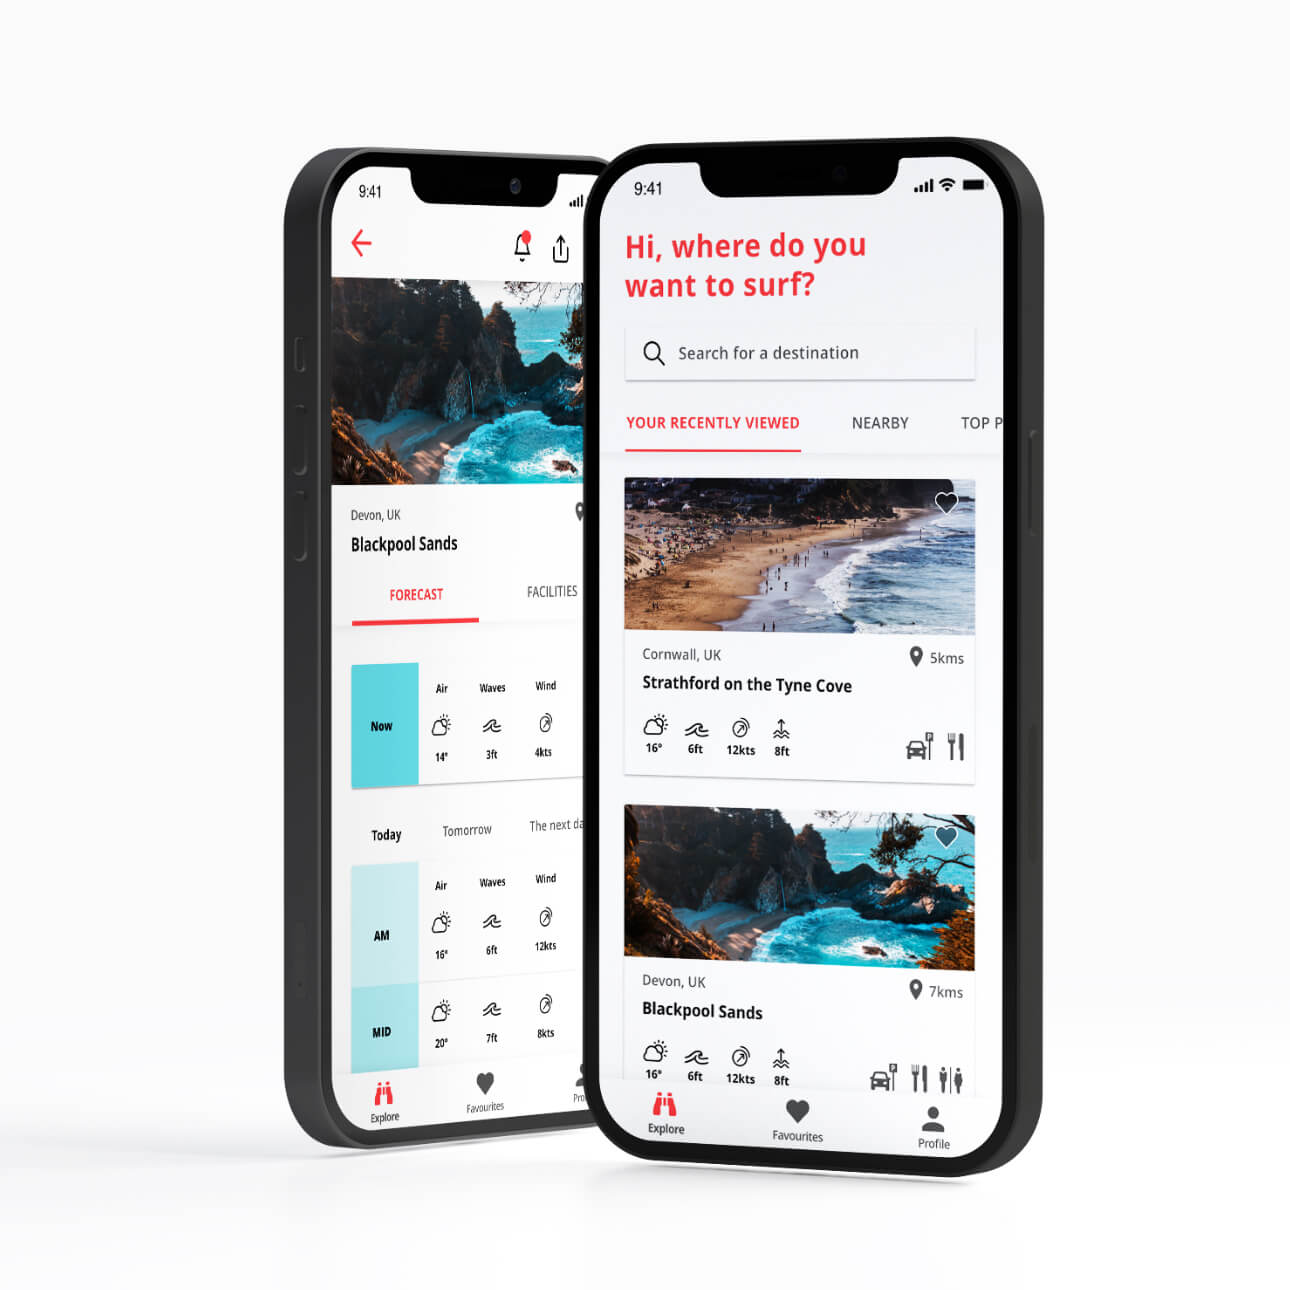 9:41
Devon, UK
Blackpool Sands
FORECAST
FACILITIES
Now
Air
Waves
Wind
14°
3ft
4kts
Today
Tomorrow
The next da
AM
Air
Waves
Wind
16°
6ft
12kts
MID
20°
7ft
8kts
Explore
Favourites
Pro
9:41
Hi, where do you
want to surf?
Search for a destination
YOUR RECENTLY VIEWED
NEARBY
TOP P
Cornwall, UK
5kms
Strathford on the Tyne Cove
16°
6ft
12kts
8ft
P
Devon, UK
7kms
Blackpool Sands
16°
6ft
12kts
8ft
P
Explore
Favourites
Profile